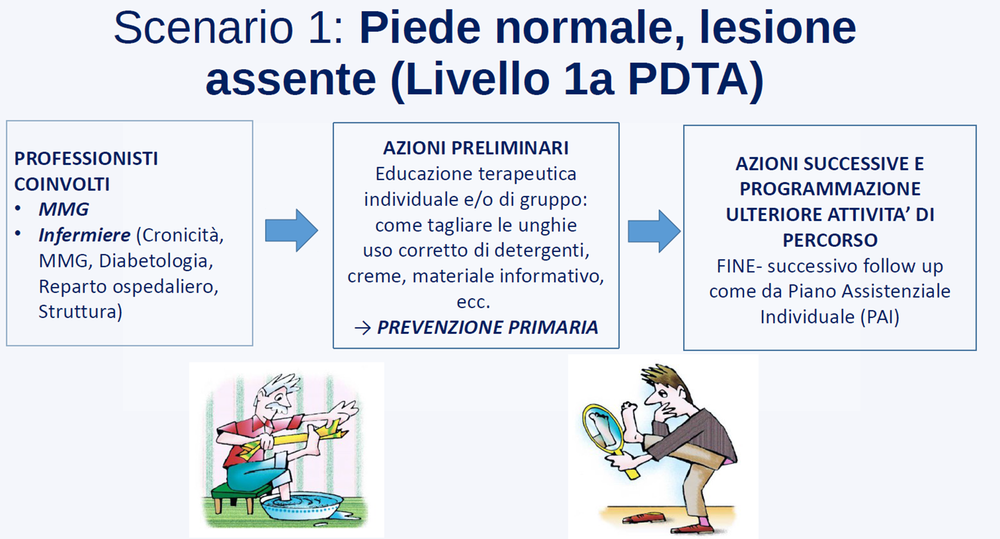 Scenario 1: Piede normale, lesione
assente (Livello 1a PDTA)
PROFESSIONISTI
COINVOLTI
• MMG
• Infermiere (Cronicità,
MMG, Diabetologia,
Reparto ospedaliero,
Struttura)
AZIONI PRELIMINARI
Educazione terapeutica
individuale e/o di gruppo:
come tagliare le unghie
uso corretto di detergenti,
creme, materiale informativo,
ecc.
→ PREVENZIONE PRIMARIA
AZIONI SUCCESSIVE E
PROGRAMMAZIONE
ULTERIORE ATTIVITA’ DI
PERCORSO
FINE- successivo follow up
come da Piano Assistenziale
Individuale (PAI)